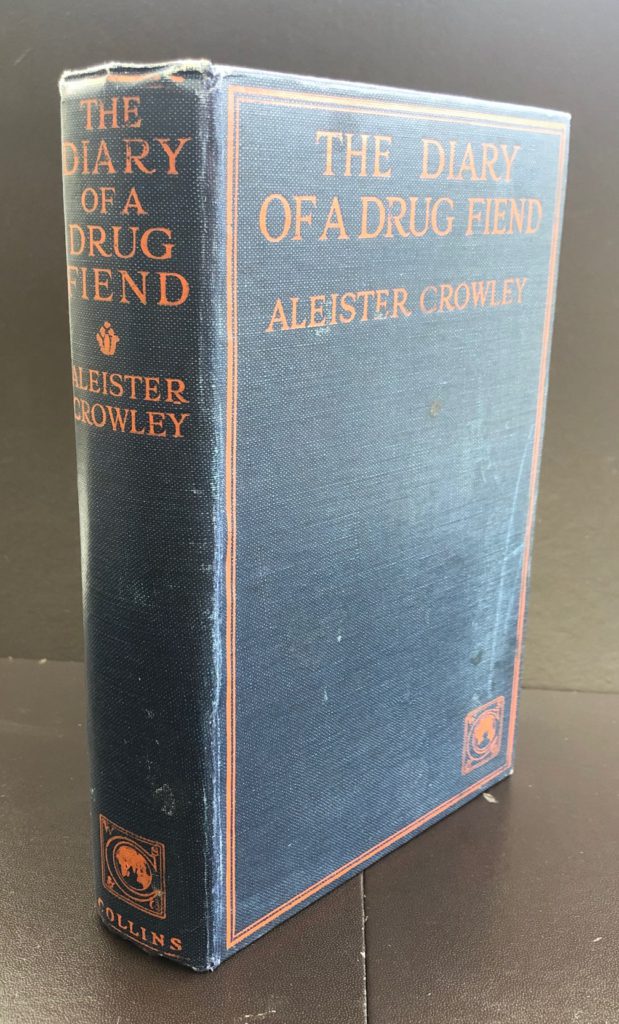 THE
DIARY
OF A
DRUG
FIEND
ALEISTER
CROWLEY
W S
& C
COLLINS
THE DIARY
OF A DRUG FIEND
ALEISTER CROWLEY